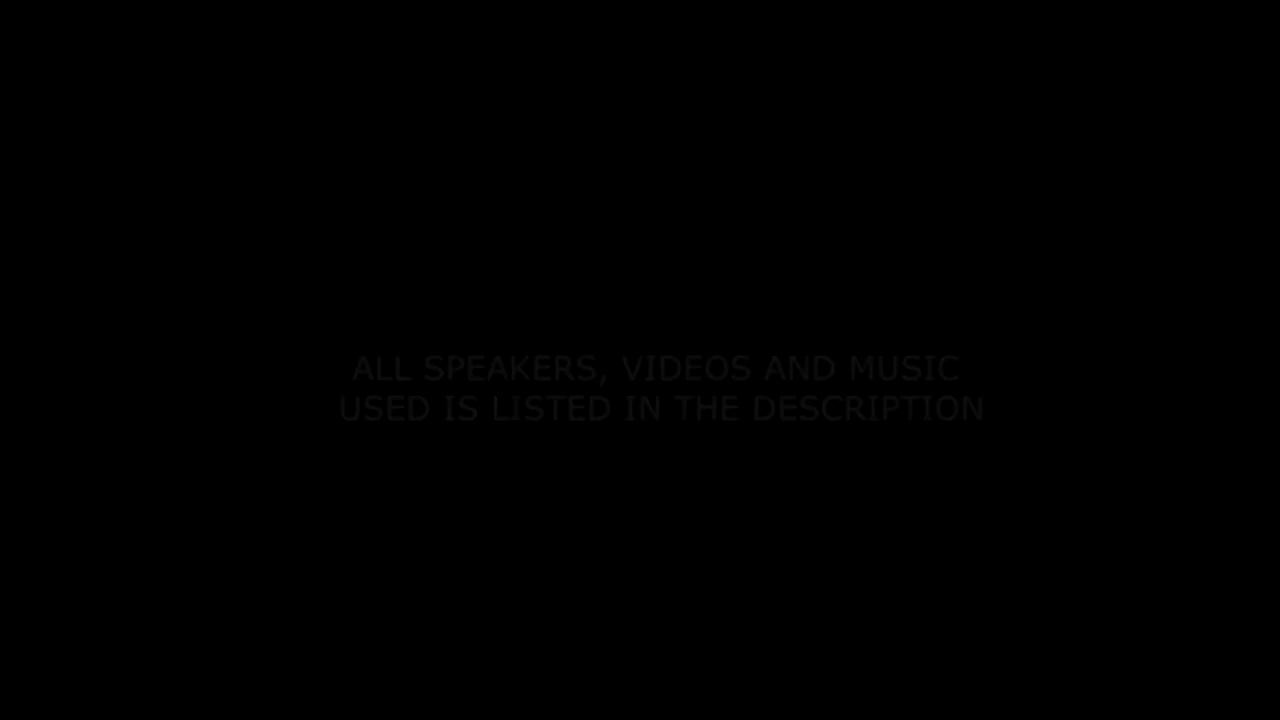 ALL SPEAKERS, VIDEOS AND MUSIC
USED IS LISTED IN THE DESCRIPTION